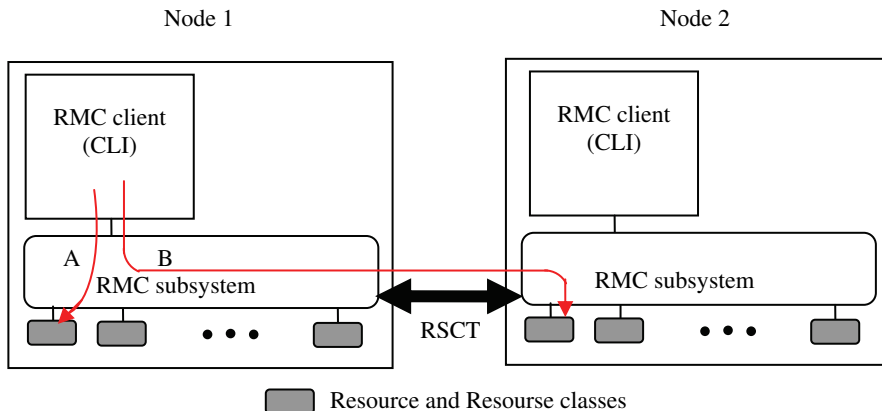 Node 1
Node 2
RMC client
(CLI)
RMC client
(CLI)
A
B
RMC subsystem
RMC subsystem
RSCT
Resource and Resourse classes